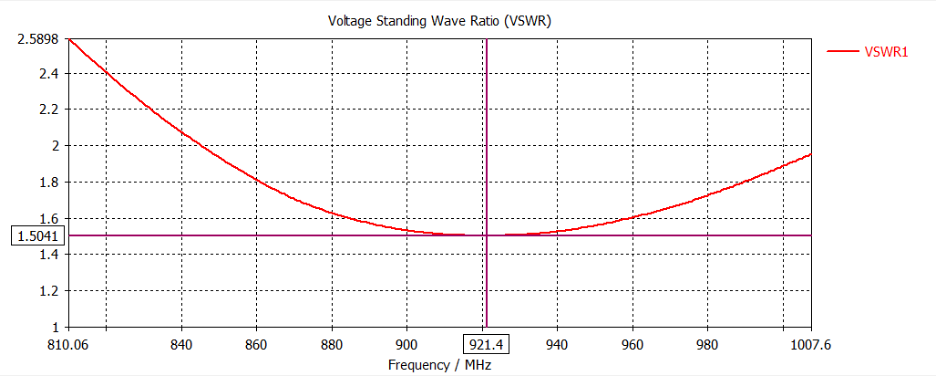 Voltage Standing Wave Ratio (VSWR)
2.5898
2.4
2.2
2
1.8
1.6
1.5041
1.4
1.2
1
810.06 840 860 900 921.4 940 960 980 1007.6
Frequency / MHz
VSWR1